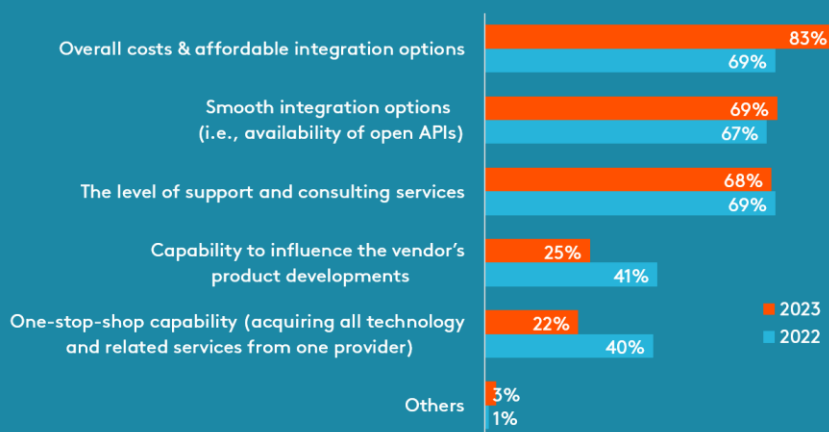 Overall costs & affordable integration options
83%
69%
Smooth integration options
(i.e., availability of open APIs)
69%
67%
The level of support and consulting services
68%
69%
Capability to influence the vendor's
product developments
25%
41%
One-stop-shop capability (acquiring all technology
and related services from one provider)
22%
40%
2023
2022
Others
3%
1%